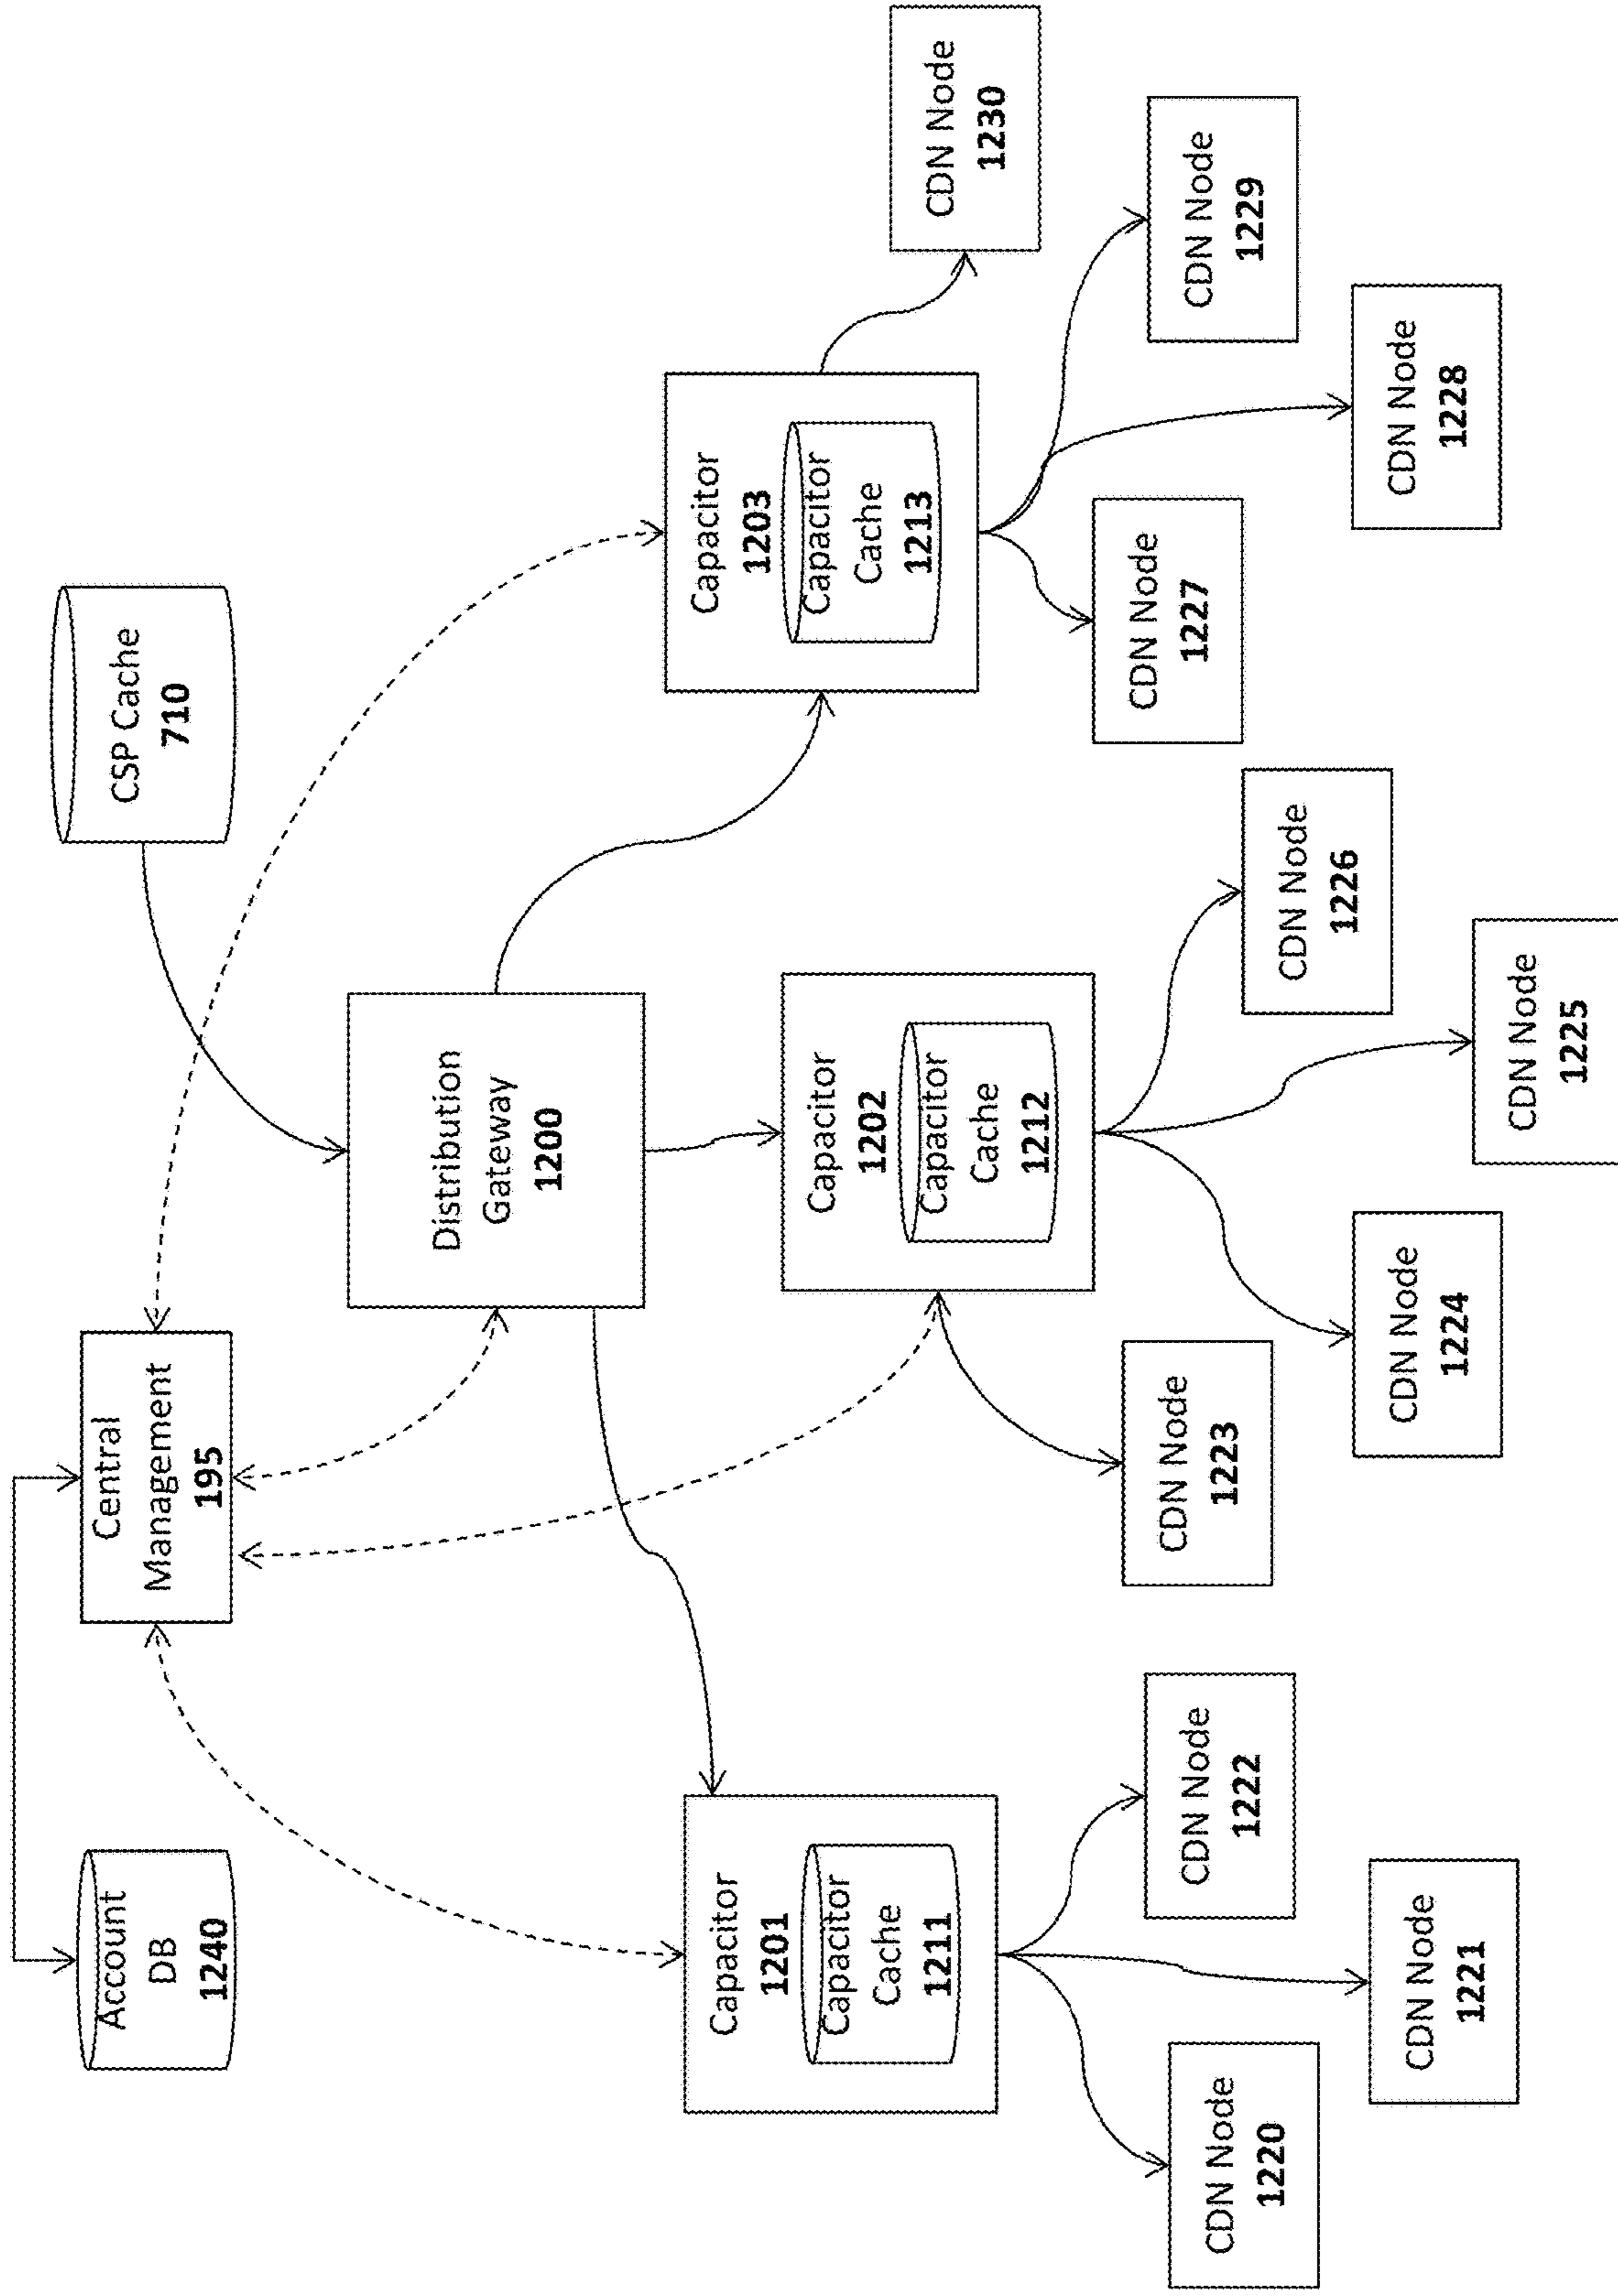 Account
DB
1240
Central
Management
195
CSP Cache
710
Distribution
Gateway
1200
Capacitor
1201
Capacitor
Cache
1211
Capacitor
1202
Capacitor
Cache
1212
Capacitor
1203
Capacitor
Cache
1213
CDN Node
1220
CDN Node
1221
CDN Node
1222
CDN Node
1223
CDN Node
1224
CDN Node
1225
CDN Node
1226
CDN Node
1227
CDN Node
1228
CDN Node
1229
CDN Node
1230